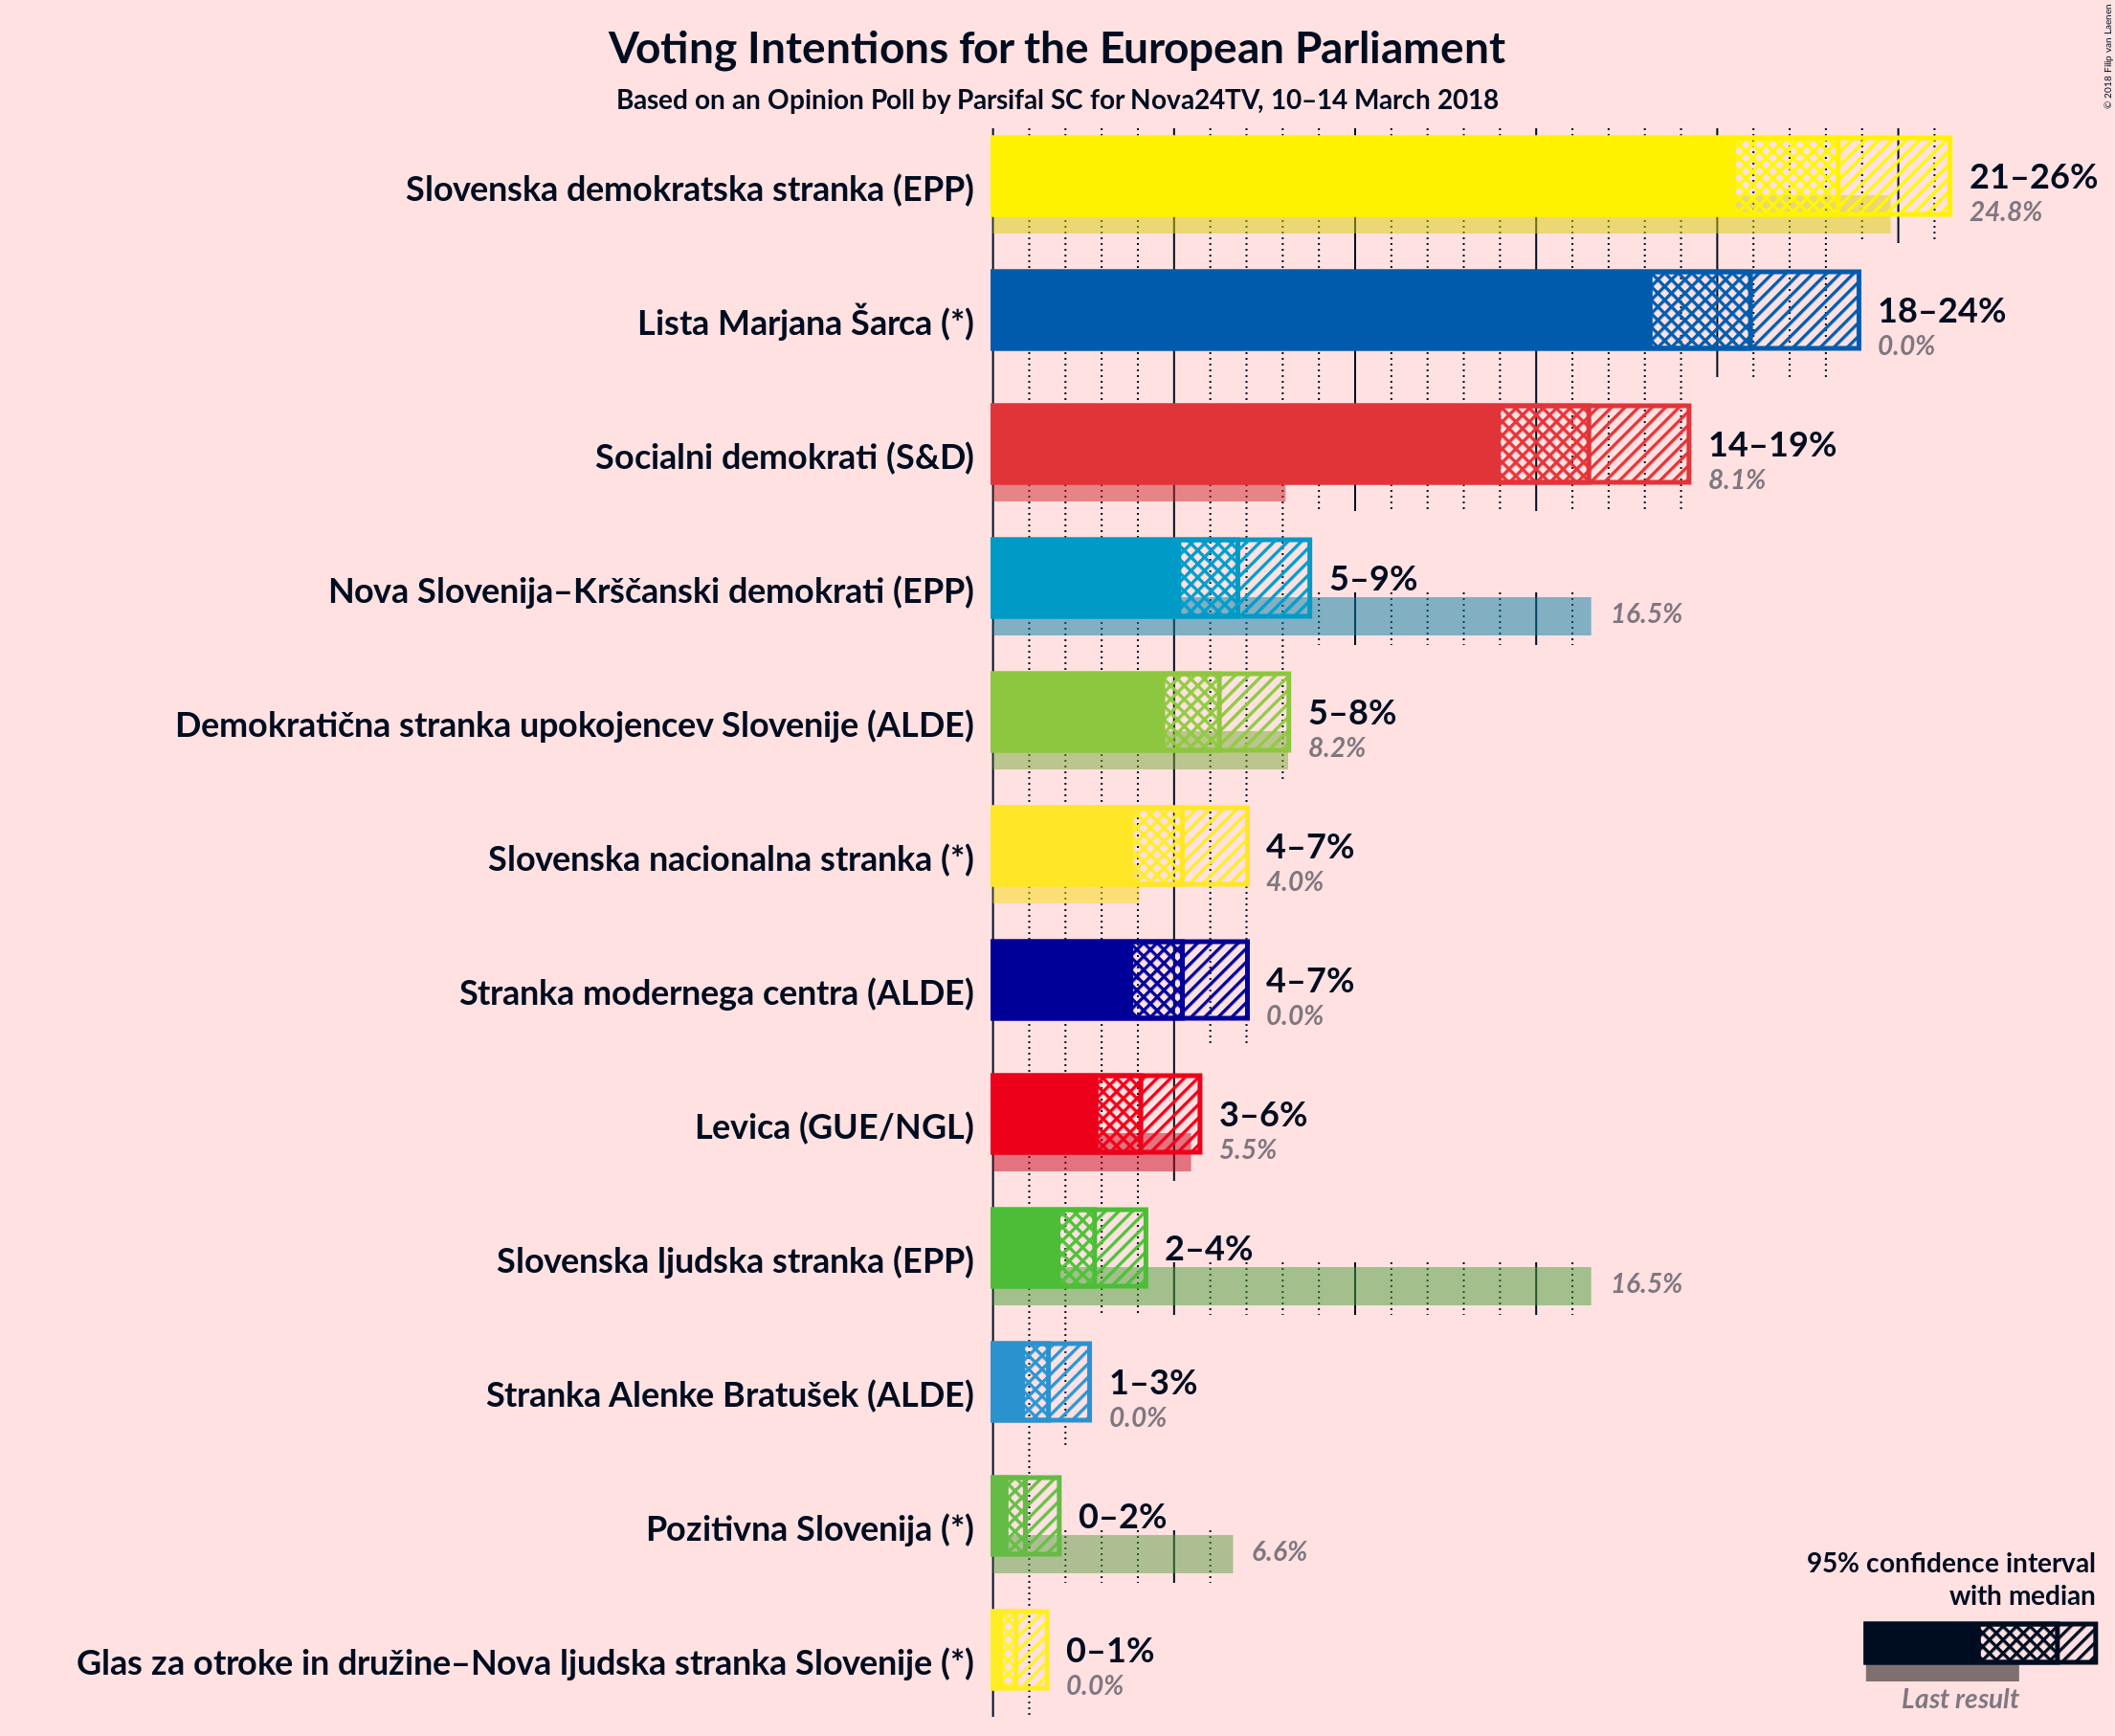 Voting Intentions for the European Parliament
Based on an Opinion Poll by Parsifal SC for Nova24TV, 10–14 March 2018
© 2018 Filip van Laenen
Slovenska demokratska stranka (EPP)
21–26%
24.8%
Lista Marjana Šarca (*)
18–24%
0.0%
Socialni demokrati (S&D)
14–19%
8.1%
Nova Slovenija–Krščanski demokrati (EPP)
5–9%
16.5%
Demokratična stranka upokojencev Slovenije (ALDE)
5–8%
8.2%
Slovenska nacionalna stranka (*)
4–7%
4.0%
Stranka modernega centra (ALDE)
4–7%
0.0%
Levica (GUE/NGL)
3–6%
5.5%
Slovenska ljudska stranka (EPP)
2–4%
16.5%
Stranka Alenke Bratušek (ALDE)
1–3%
0.0%
Pozitivna Slovenija (*)
0–2%
6.6%
Glas za otroke in družine–Nova ljudska stranka Slovenije (*)
0–1%
0.0%
95% confidence interval
with median
Last result